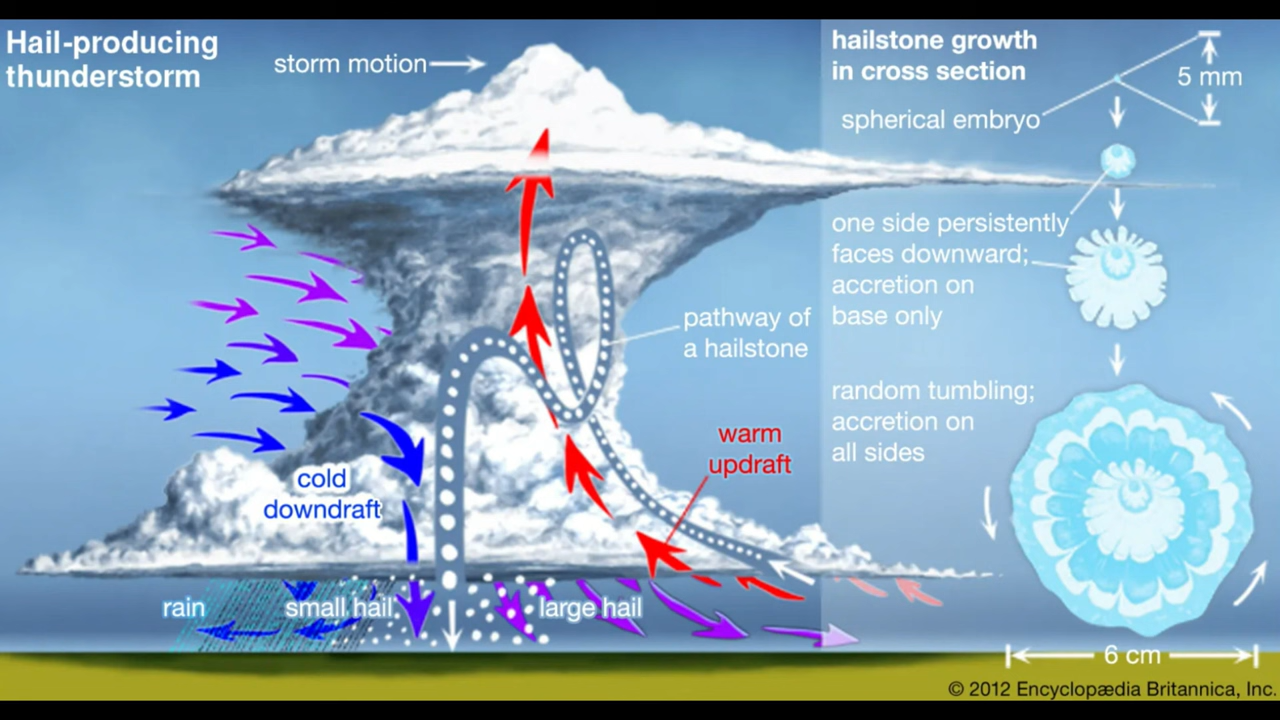 Hail-producing
thunderstorm
storm motion
pathway of
a hailstone
warm
updraft
cold
downdraft
rain
small hail
large hail
hailstone growth
in cross section
5 mm
spherical embryo
one side persistently
faces downward;
accretion on
base only
random tumbling;
accretion on
all sides
6 cm
© 2012 Encyclopædia Britannica, Inc.